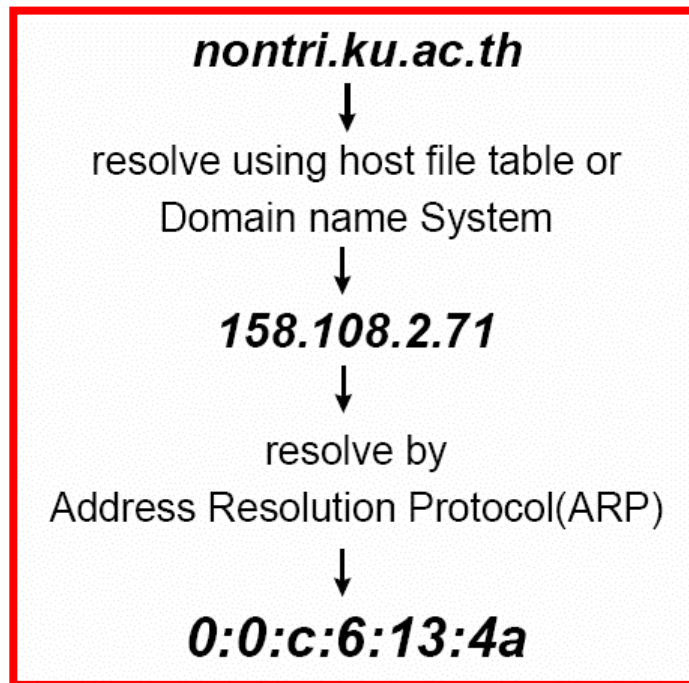 nontri.ku.ac.th
resolve using host file table or
Domain name System
158.108.2.71
resolve by
Address Resolution Protocol(ARP)
0:0:c:6:13:4a